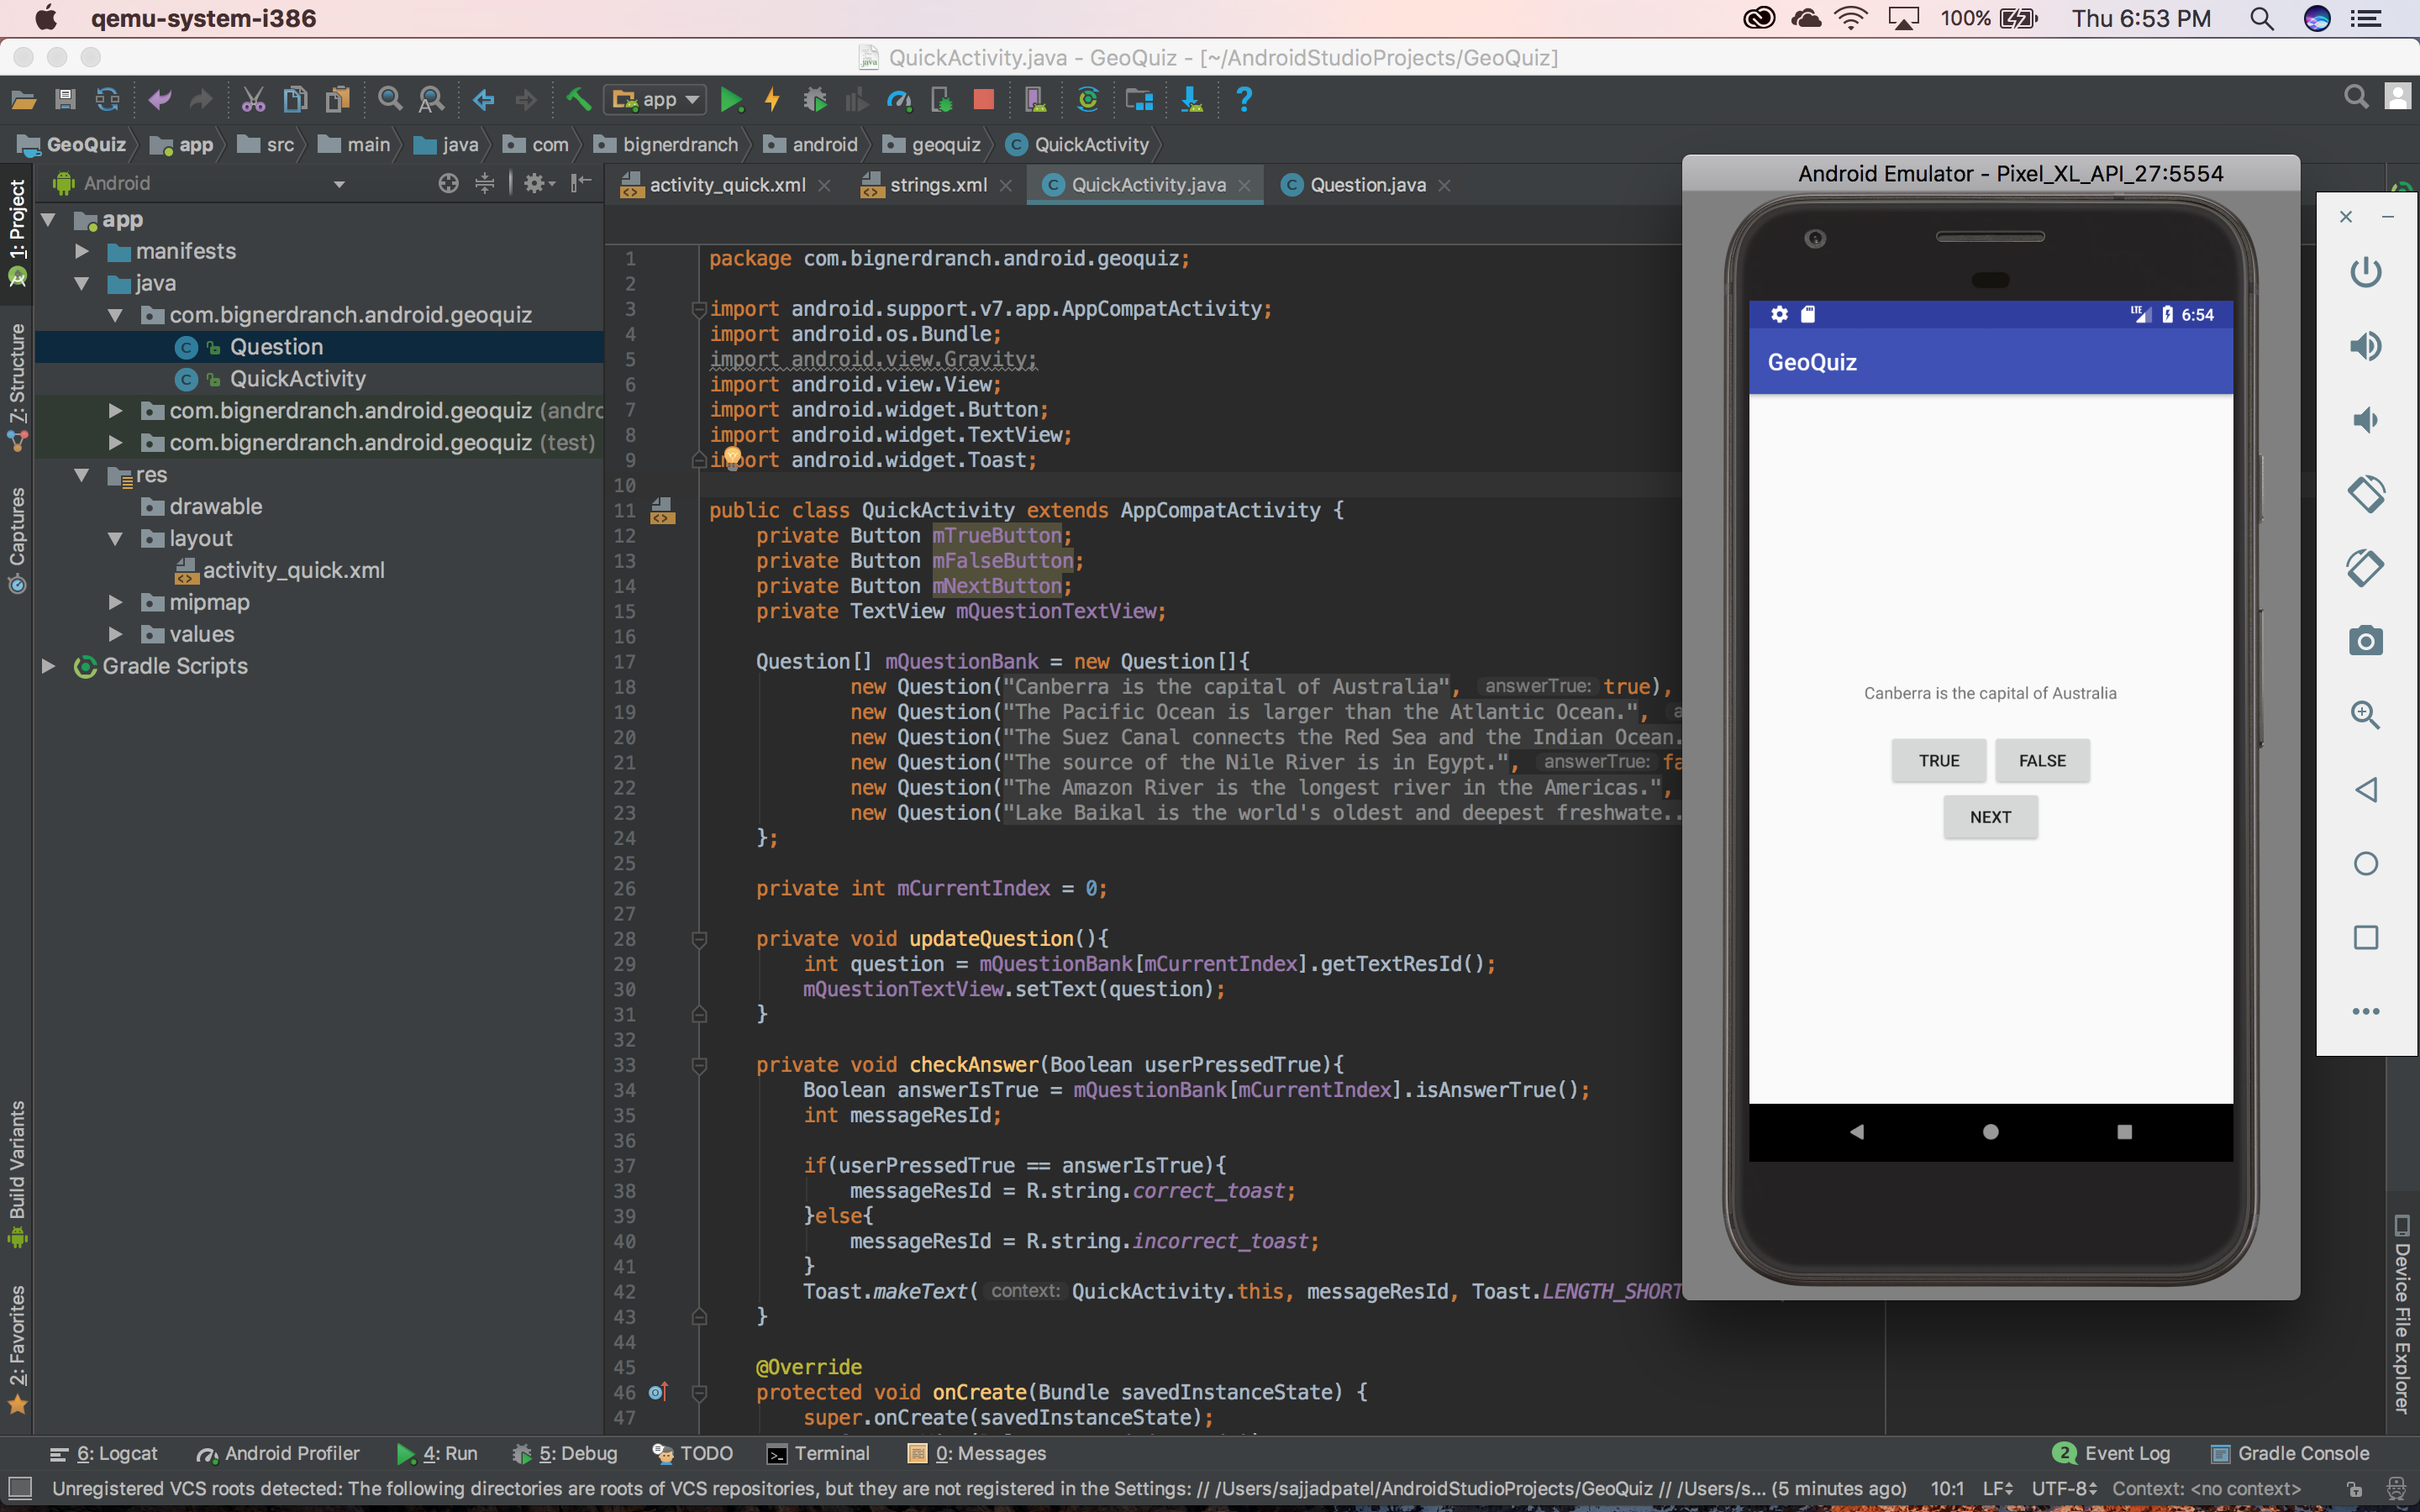 qemu-system-i386
100%
Thu 6:53 PM
QuickActivity.java - GeoQuiz - [~/AndroidStudioProjects/GeoQuiz]
app
GeoQuiz app src main java com bignerdranch android geoquiz QuickActivity
Android
activity_quick.xml strings.xml QuickActivity.java Question.java
1: Project
Z: Structure
Captures
Build Variants
2: Favorites
app
manifests
java
com.bignerdranch.android.geoquiz
Question
QuickActivity
com.bignerdranch.android.geoquiz (andro
com.bignerdranch.android.geoquiz (test)
res
drawable
layout
activity_quick.xml
mipmap
values
Gradle Scripts
1 package com.bignerdranch.android.geoquiz;
2
3 import android.support.v7.app.AppCompatActivity;
4 import android.os.Bundle;
5 import android.view.Gravity;
6 import android.view.View;
7 import android.widget.Button;
8 import android.widget.TextView;
9 import android.widget.Toast;
10
11 public class QuickActivity extends AppCompatActivity {
12 private Button mTrueButton;
13 private Button mFalseButton;
14 private Button mNextButton;
15 private TextView mQuestionTextView;
16
17 Question[] mQuestionBank = new Question[]{
18 new Question("Canberra is the capital of Australia", answerTrue: true),
19 new Question("The Pacific Ocean is larger than the Atlantic Ocean.", a
20 new Question("The Suez Canal connects the Red Sea and the Indian Ocean.
21 new Question("The source of the Nile River is in Egypt.", answerTrue: fa
22 new Question("The Amazon River is the longest river in the Americas.",
23 new Question("Lake Baikal is the world's oldest and deepest freshwate..
24 };
25
26 private int mCurrentIndex = 0;
27
28 private void updateQuestion(){
29 int question = mQuestionBank[mCurrentIndex].getTextResId();
30 mQuestionTextView.setText(question);
31 }
32
33 private void checkAnswer(Boolean userPressedTrue){
34 Boolean answerIsTrue = mQuestionBank[mCurrentIndex].isAnswerTrue();
35 int messageResId;
36
37 if(userPressedTrue == answerIsTrue){
38 messageResId = R.string.correct_toast;
39 }else{
40 messageResId = R.string.incorrect_toast;
41 }
42 Toast.makeText( context: QuickActivity.this, messageResId, Toast.LENGTH_SHORT
43 }
44
45 @Override
46 protected void onCreate(Bundle savedInstanceState) {
47 super.onCreate(savedInstanceState);
Android Emulator - Pixel_XL_API_27:5554
LTE 6:54
GeoQuiz
Canberra is the capital of Australia
TRUE FALSE
NEXT
Device File Explorer
6: Logcat Android Profiler 4: Run 5: Debug TODO Terminal 0: Messages 2 Event Log Gradle Console
Unregistered VCS roots detected: The following directories are roots of VCS repositories, but they are not registered in the Settings: // /Users/sajjadpatel/AndroidStudioProjects/GeoQuiz // /Users/s... (5 minutes ago) 10:1 LF UTF-8 Context: <no context>